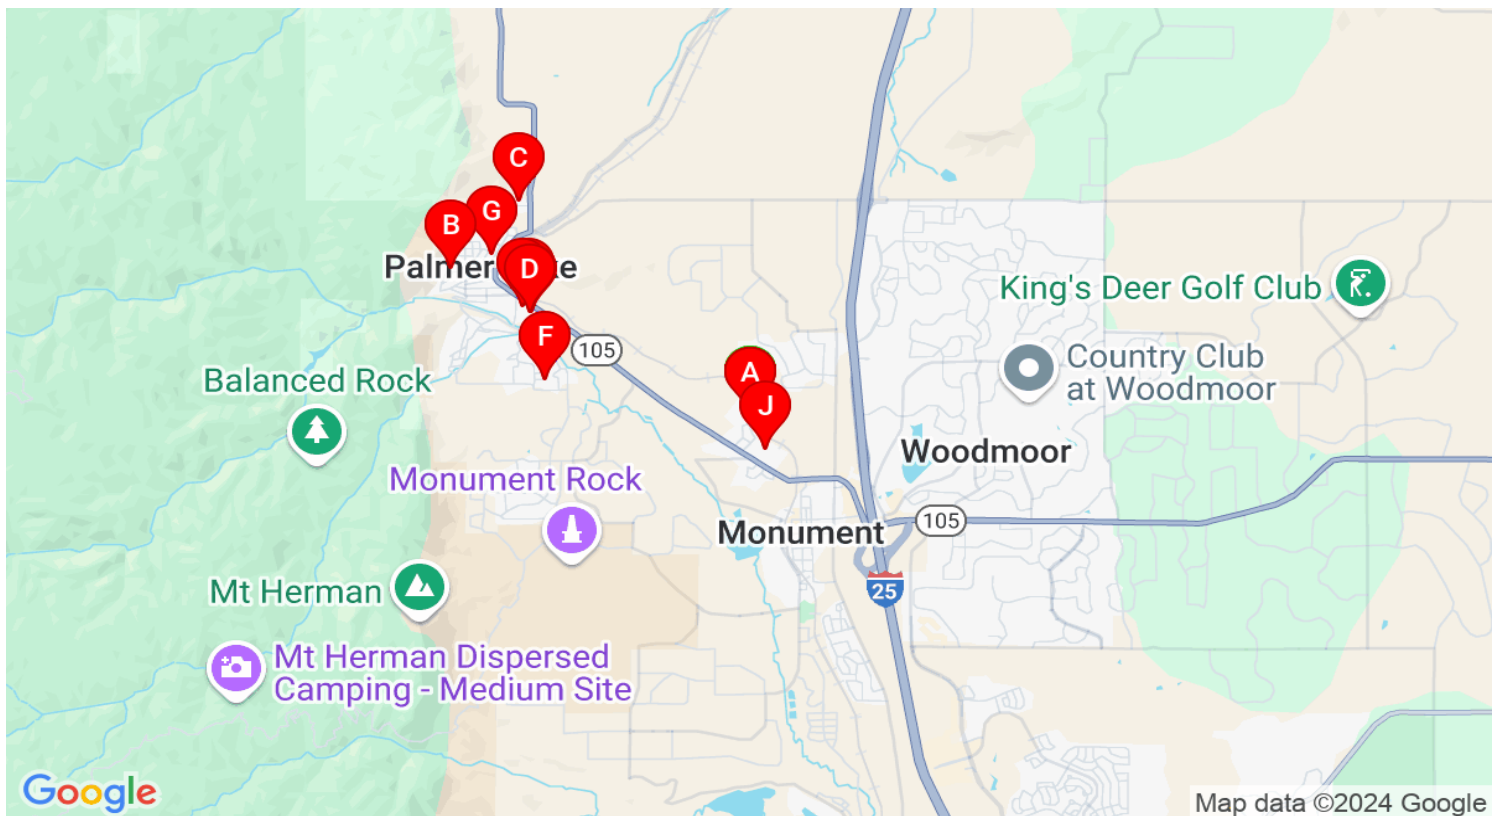 C
G
B
Palmer
ke
D
F
105
King's Deer Golf Club
A
Country Club
at Woodmoor
Balanced Rock
J
Woodmoor
Monument Rock
Monument
105
Mt Herman
25
Mt Herman Dispersed
Camping - Medium Site
Google
Map data ©2024 Google